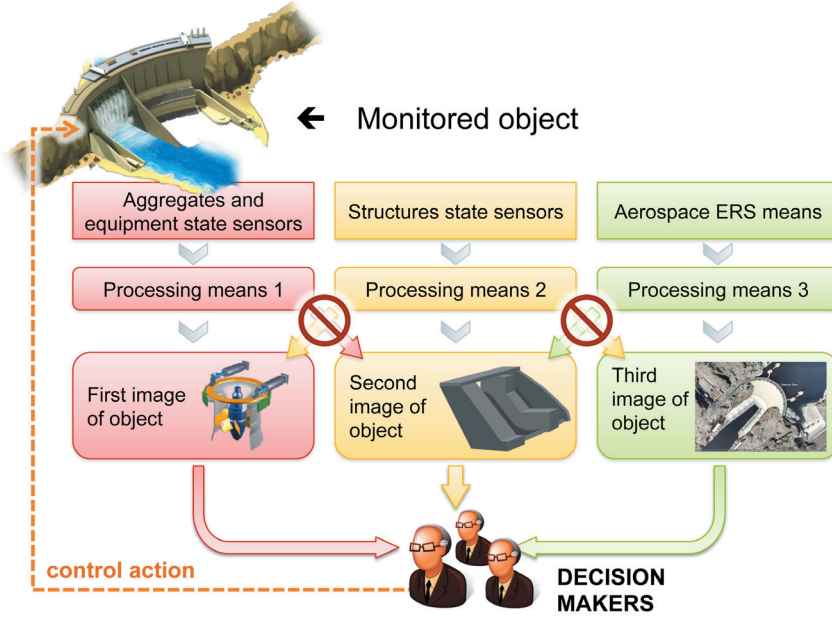 Monitored object
Aggregates and
equipment state sensors
Structures state sensors
Aerospace ERS means
Processing means 1
Processing means 2
Processing means 3
First image
of object
Second
image of
object
Third
image of
object
control action
DECISION
MAKERS